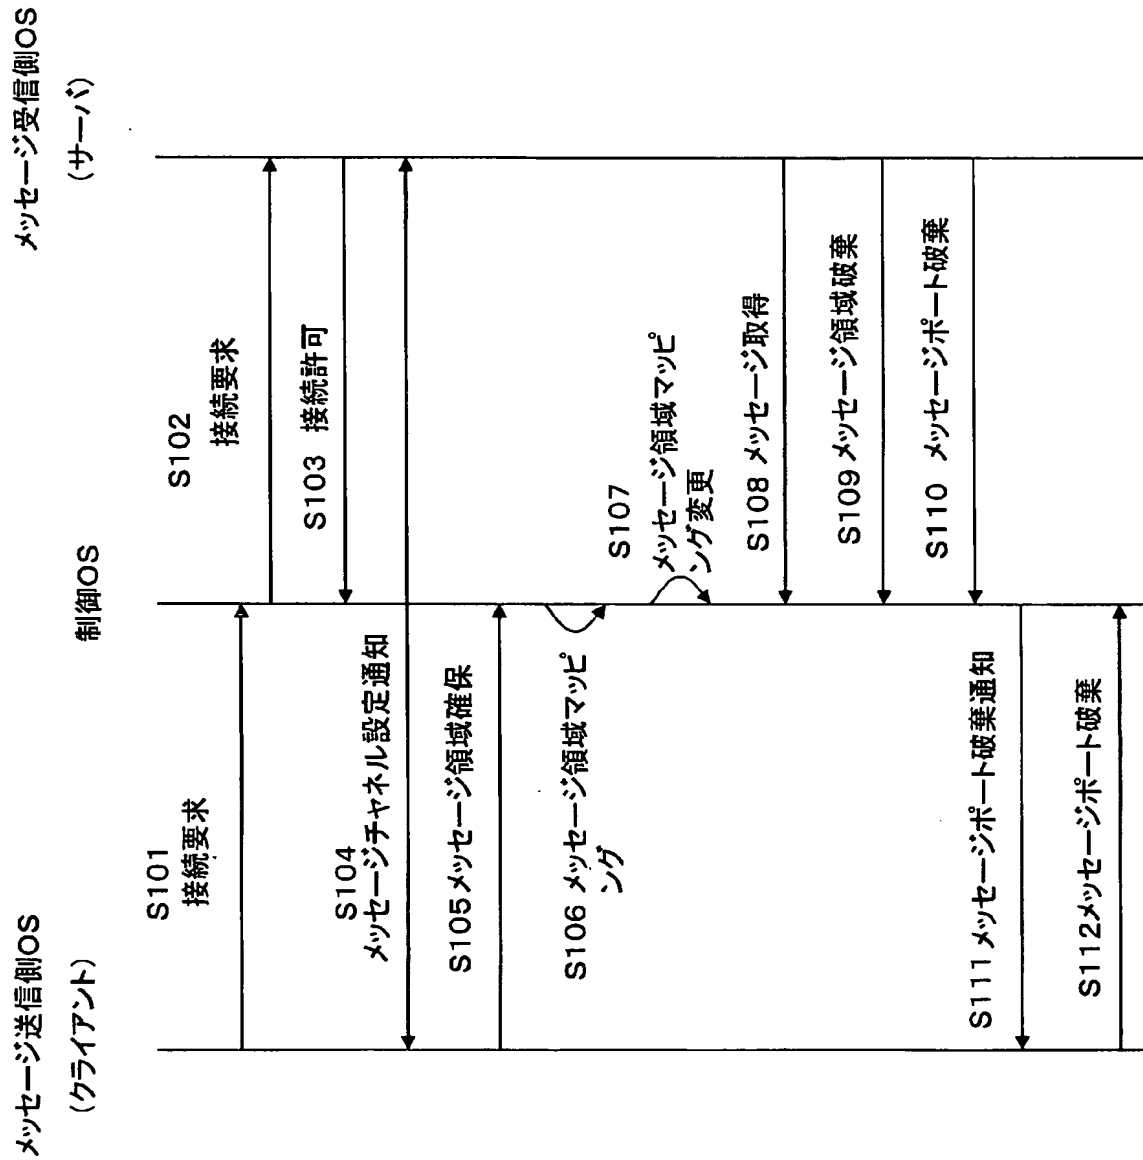 メッセージ送信側OS
(クライアント)
制御OS
メッセージ受信側OS
(サーバ)
S101
接続要求
S102
接続要求
S103 接続許可
S104
メッセージチャネル設定通知
S105メッセージ領域確保
S106 メッセージ領域マッピ
ング
S107
メッセージ領域マッピ
ング変更
S108 メッセージ取得
S109 メッセージ領域破棄
S110 メッセージポート破棄
S111 メッセージポート破棄通知
S112メッセージポート破棄